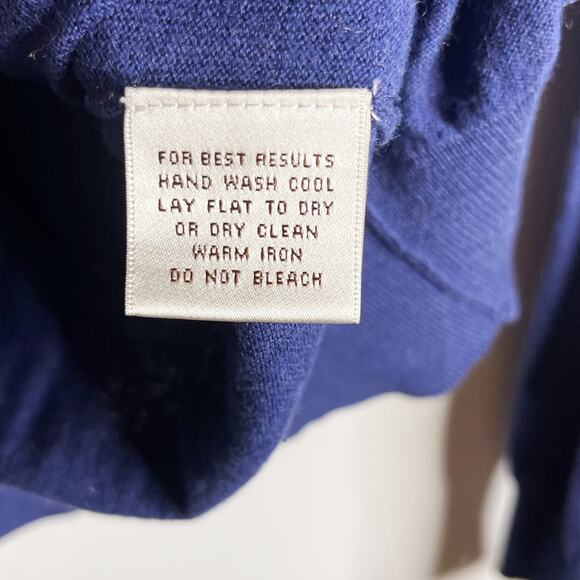 FOR BEST RESULTS
HAND WASH COOL
LAY FLAT TO DRY
OR DRY CLEAN
WARM IRON
DO NOT BLEACH